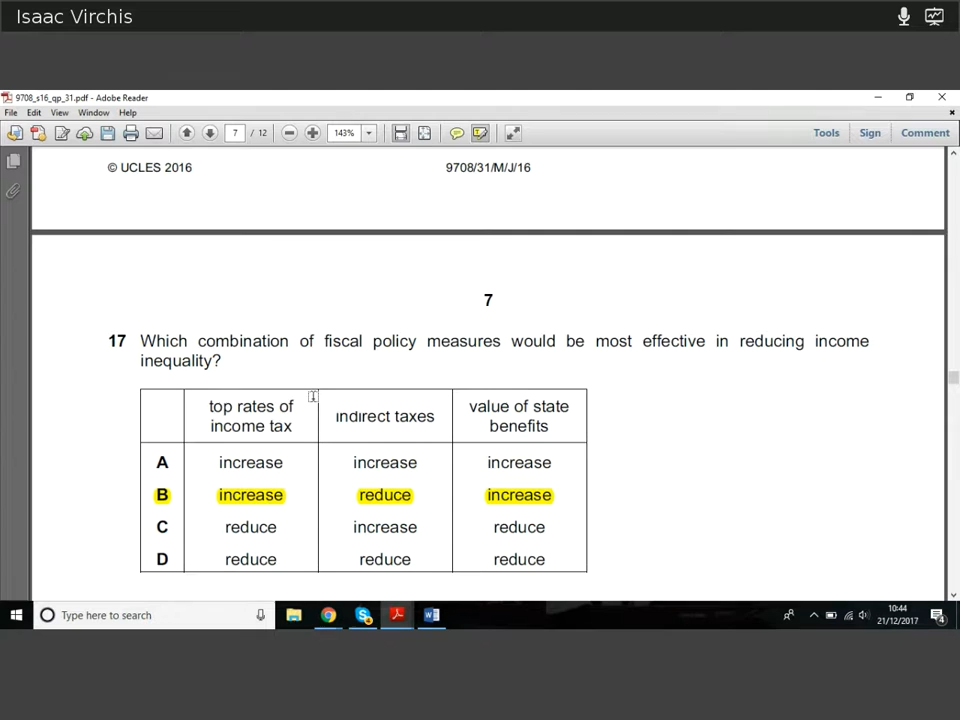 Isaac Virchis
9708_s16_qp_31.pdf - Adobe Reader
File Edit View Window Help
7 / 12 143% Tools Sign Comment
© UCLES 2016 9708/31/M/J/16
7
17 Which combination of fiscal policy measures would be most effective in reducing income
inequality?
top rates of
income tax
indirect taxes
value of state
benefits
A increase increase increase
B increase reduce increase
C reduce increase reduce
D reduce reduce reduce
Type here to search
10:44
21/12/2017
4